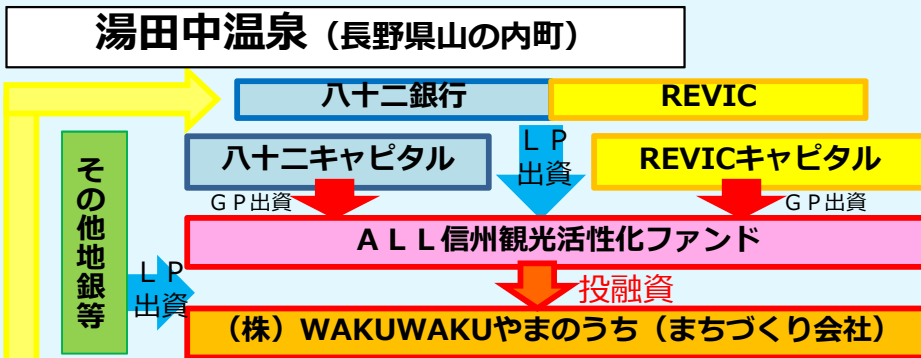 湯田中温泉（長野県山の内町）
八十二銀行
REVIC
八十二キャピタル
ＬＰ
出資
REVICキャピタル
ＧＰ出資
ＧＰ出資
その他地銀等
ＡＬＬ信州観光活性化ファンド
ＬＰ
出資
投融資
（株）WAKUWAKUやまのうち（まちづくり会社）